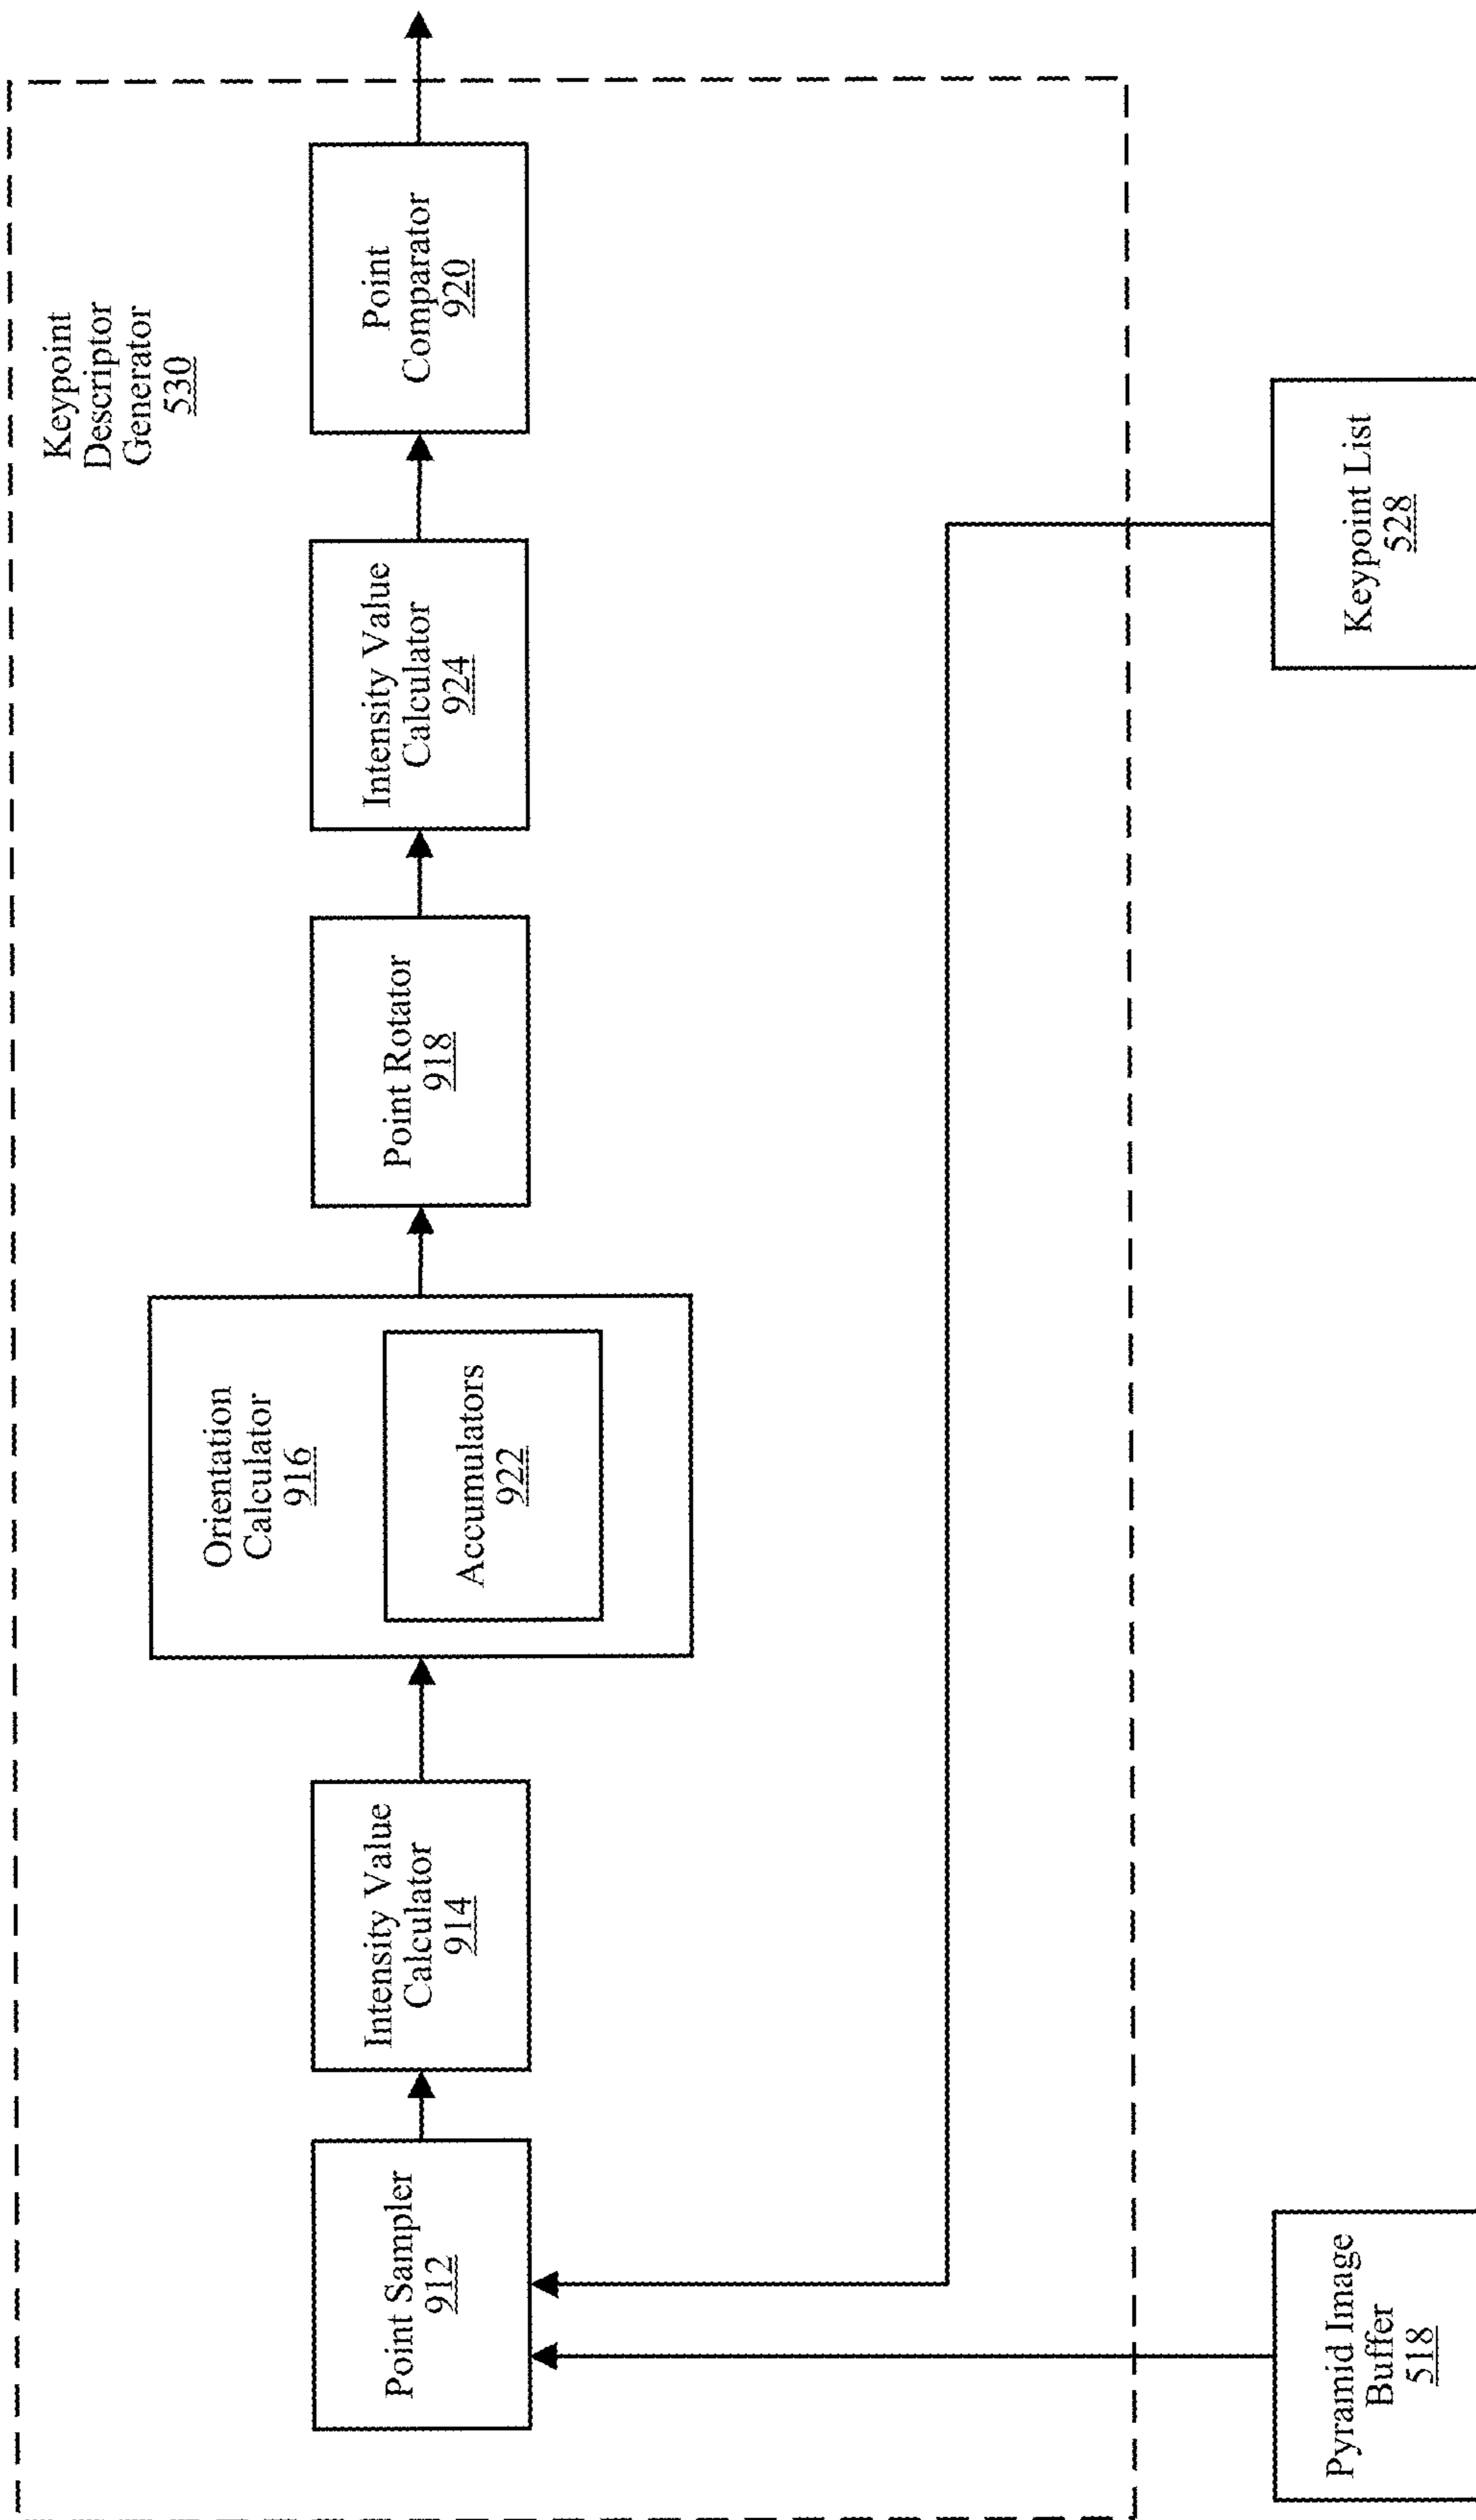 Keypoint
Descriptor
Generator
530
Point Sampler
912
Intensity Value
Calculator
914
Orientation
Calculator
916
Accumulators
922
Point Rotator
918
Intensity Value
Calculator
924
Point
Comparator
920
Pyramid Image
Buffer
518
Keypoint List
528